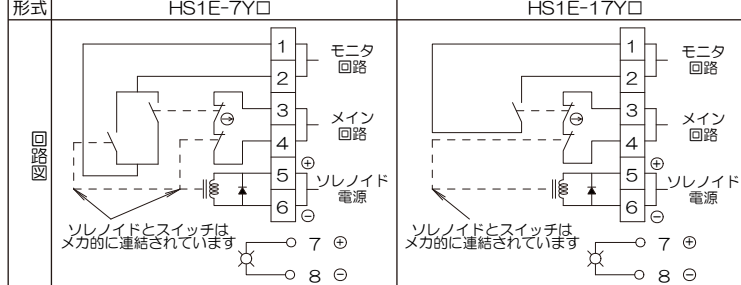 形式
HS1E-7Y□
HS1E-17Y□
回路図
1
2
3
4
5
6
モニタ
回路
メイン
回路
⊕
ソレノイド
電源
⊖
ソレノイドとスイッチは
メカ的に連結されています
7 ⊕
8 ⊖
1
2
3
4
5
6
モニタ
回路
メイン
回路
⊕
ソレノイド
電源
⊖
ソレノイドとスイッチは
メカ的に連結されています
7 ⊕
8 ⊖